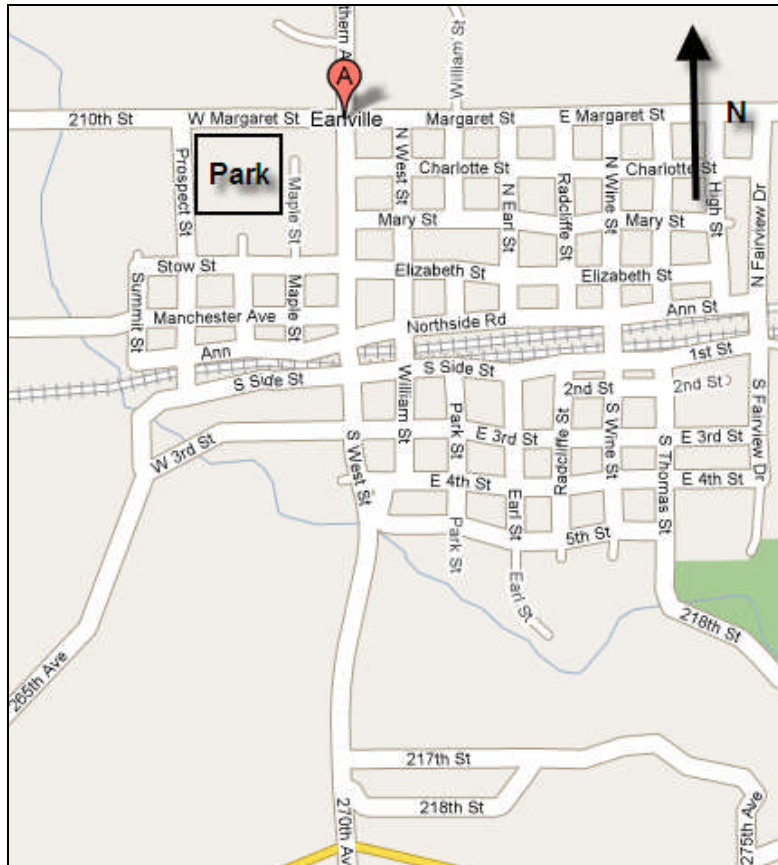 thern A
William S
A
N
210th St
W Margaret St
Earlville
Margaret St
E Margaret St
Prospect St
Park
Maple St
N West St
Charlotte St
N Earl St
Radcliffe St
N Wine St
Charlotte St
High St
N Fairview Dr
Mary St
Mary St
Stow St
Elizabeth St
Elizabeth St
Summit St
Maple St
Manchester Ave
Northside Rd
Ann St
Ann
1st St
S Side St
S Side St
2nd St
2nd St
William St
Park St
Radcliffe St
S Wine St
S Fairview Dr
W 3rd St
S West St
E 3rd St
S Thomas St
E 3rd St
E 4th St
E 4th St
Earl St
Park St
5th St
Earl St
218th St
265th Ave
217th St
218th St
270th Av
275th Ave